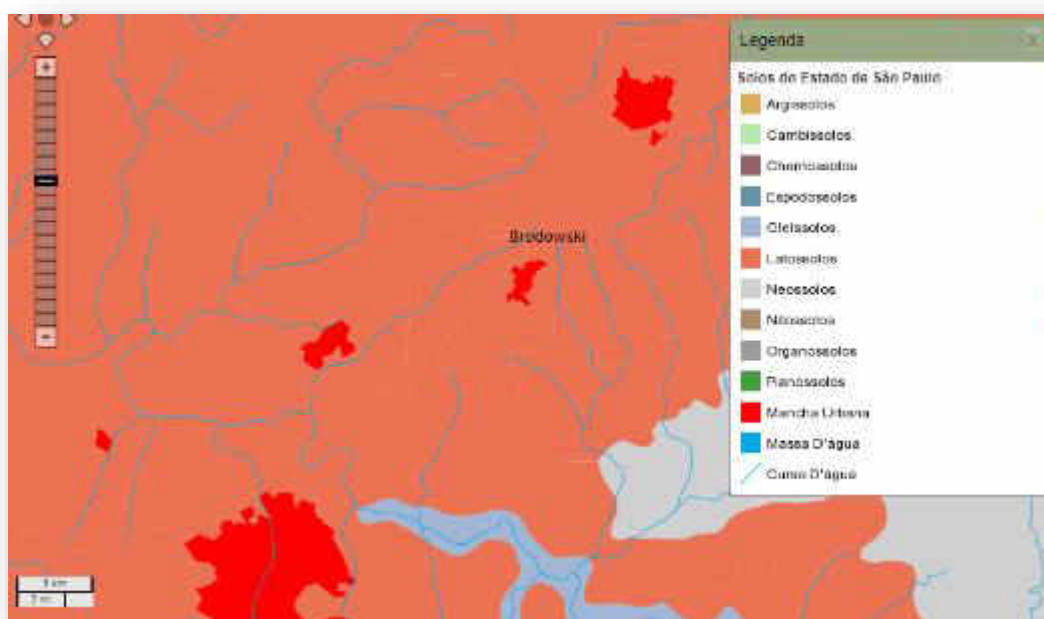 Legenda
Solos do Estado de São Paulo
Argissolos
Cambissolos
Chernossolos
Espodossolos
Gleissolos
Latossolos
Neossolos
Nitossolos
Organossolos
Planossolos
Mancha Urbana
Massa D'água
Curso D'água
Brodowski